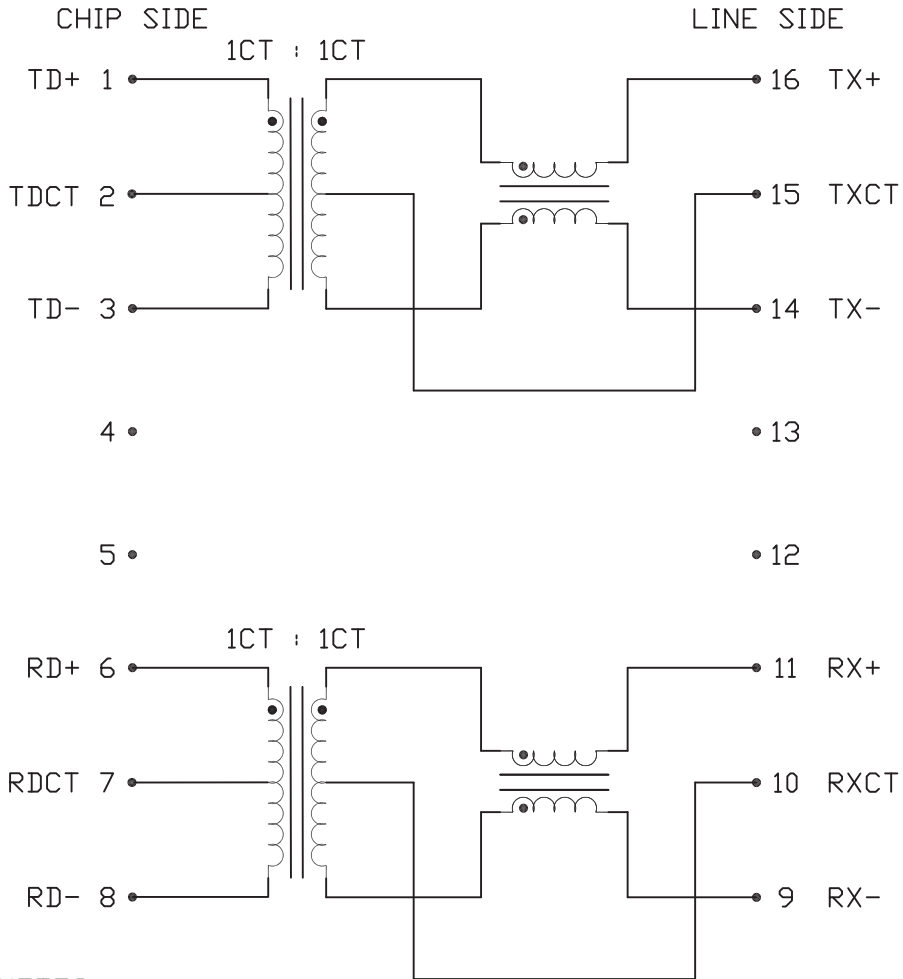 CHIP SIDE LINE SIDE
1CT : 1CT
TD+ 1 16 TX+
TDCT 2 15 TXCT
TD- 3 14 TX-
4 13
5 12
1CT : 1CT
RD+ 6 11 RX+
RDCT 7 10 RXCT
RD- 8 9 RX-